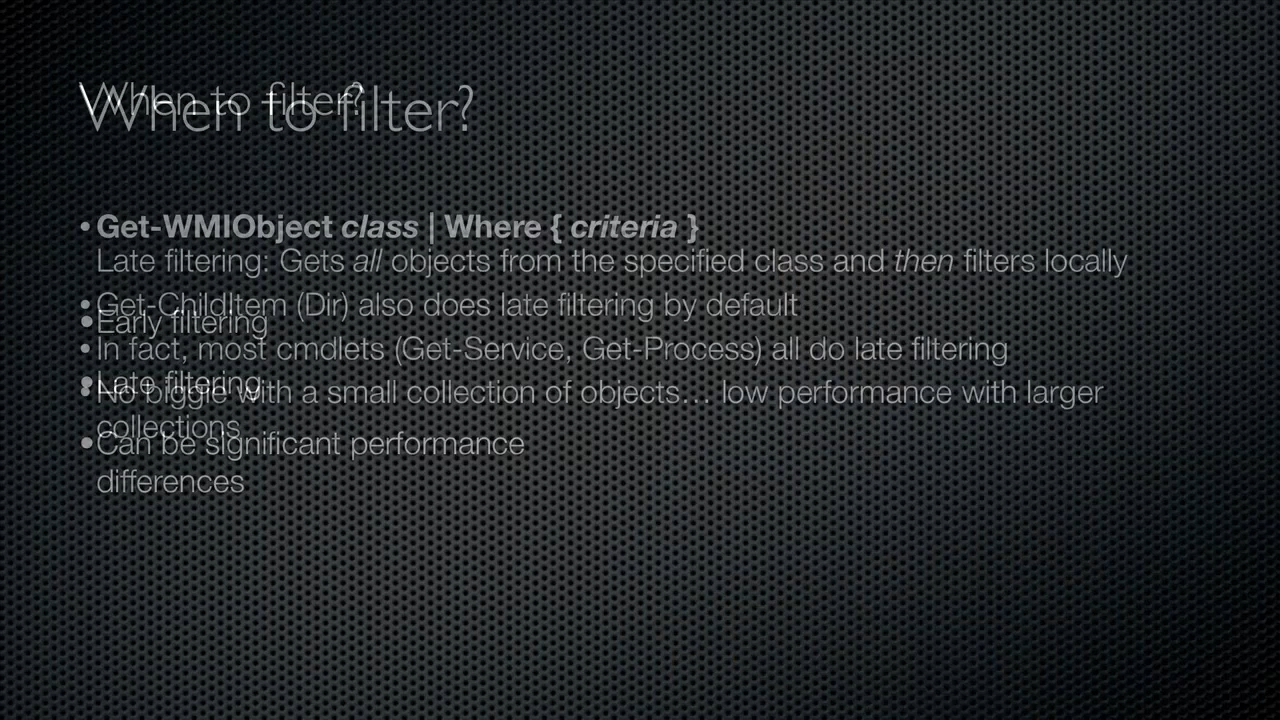 When to filter?
When to filter?
• Get-WMIObject class | Where { criteria }
Late filtering: Gets all objects from the specified class and then filters locally
• Get-ChildItem (Dir) also does late filtering by default
• Early filtering
• In fact, most cmdlets (Get-Service, Get-Process) all do late filtering
• Late filtering
• No biggie with a small collection of objects… low performance with larger
collections
• Can be significant performance
differences